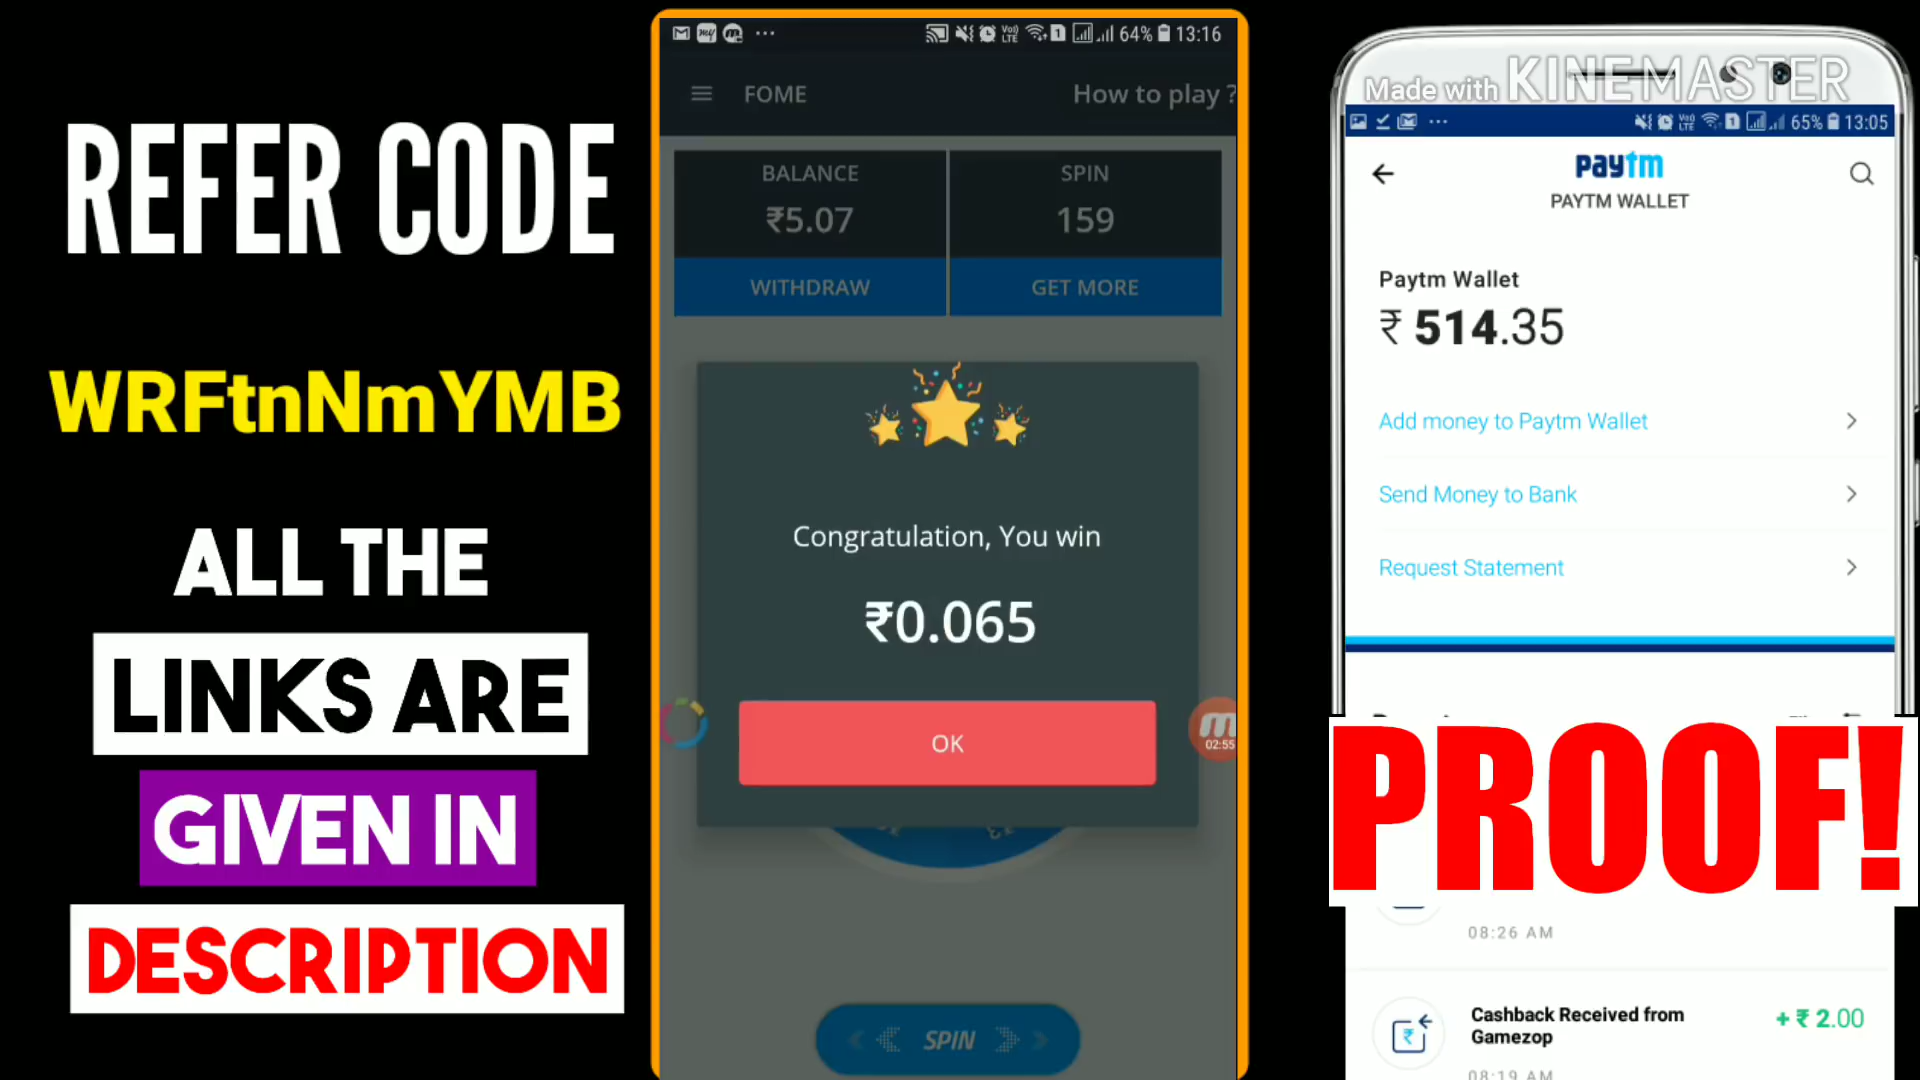 REFER CODE
WRFtnNmYMB
ALL THE
LINKS ARE
GIVEN IN
DESCRIPTION
64% 13:16
FOME
How to play ?
BALANCE
₹5.07
WITHDRAW
SPIN
159
GET MORE
Congratulation, You win
₹0.065
OK
02:55
SPIN
Made with KINEMASTER
65% 13:05
paytm
PAYTM WALLET
Paytm Wallet
₹ 514.35
Add money to Paytm Wallet
Send Money to Bank
Request Statement
PROOF!
08:26 AM
Cashback Received from
Gamezop
+ ₹ 2.00
08:19 AM